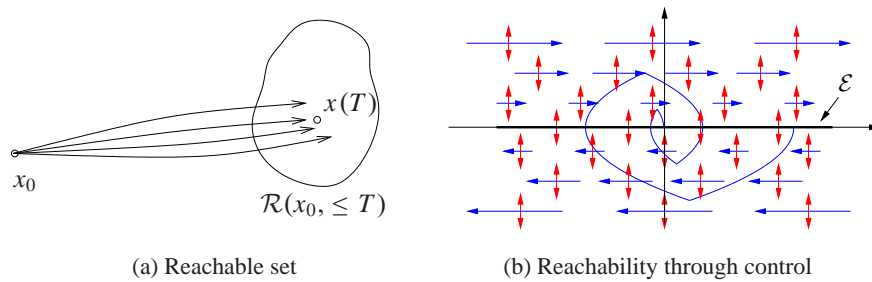 x(T)
x₀
R(x₀, ≤ T)
(a) Reachable set
ℰ
(b) Reachability through control